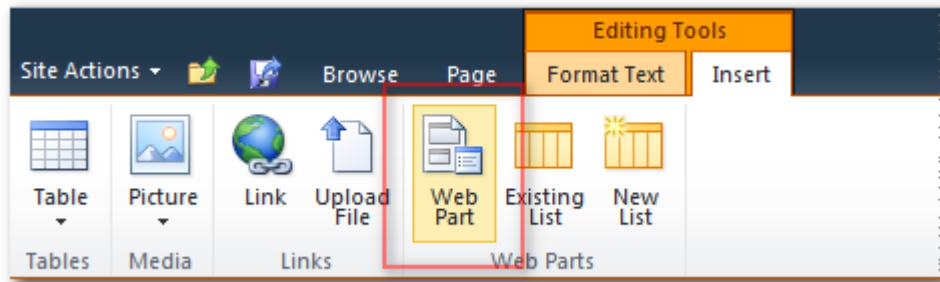 Editing Tools
Site Actions
Browse
Page
Format Text
Insert
Table
Picture
Link
Upload
File
Web
Part
Existing
List
New
List
Tables
Media
Links
Web Parts